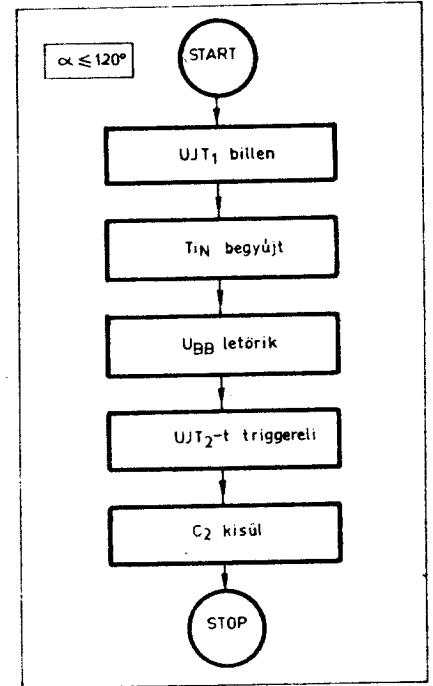 START
α ≤ 120°
UJT₁ billen
TiN begyújt
UBB letörik
UJT₂-t triggereli
C₂ kisül
STOP